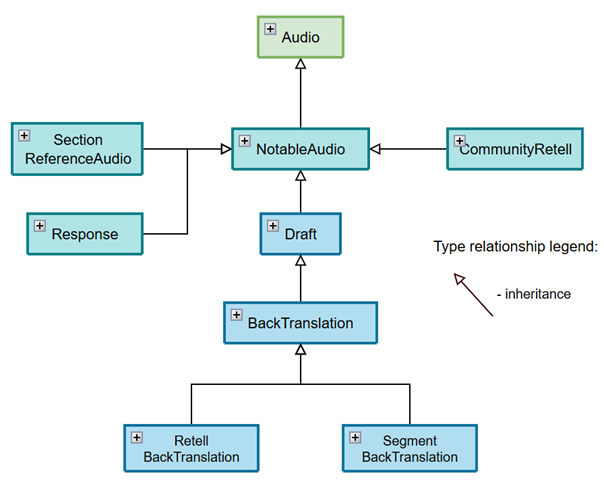 Audio
Section
ReferenceAudio
NotableAudio
CommunityRetell
Response
Draft
Type relationship legend:
- inheritance
BackTranslation
Retell
BackTranslation
Segment
BackTranslation